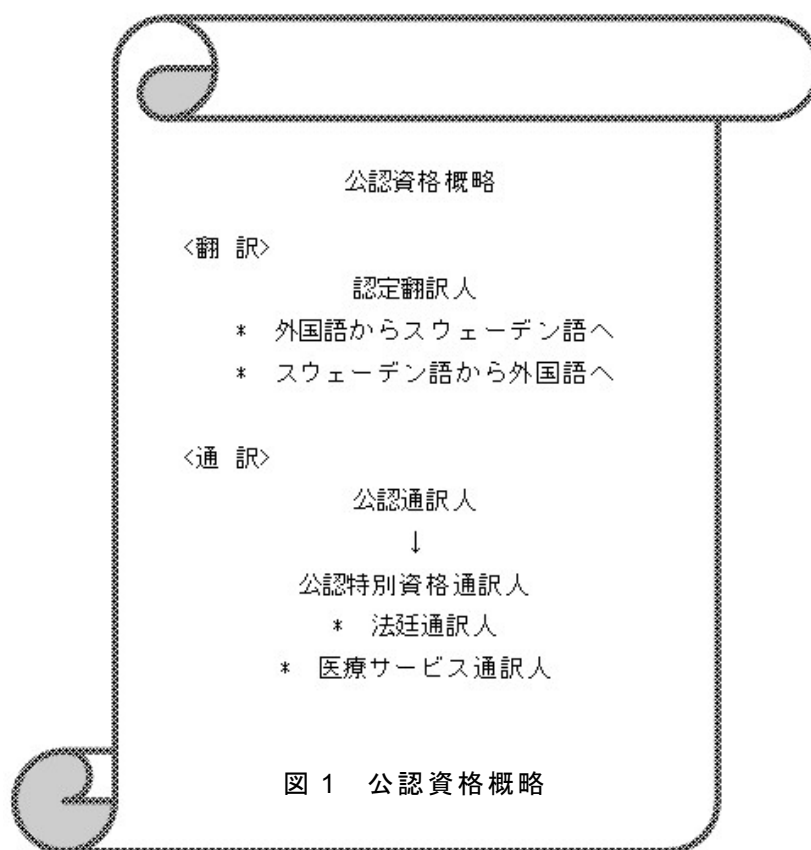 公認資格概略
<翻 訳>
認定翻訳人
* 外国語からスウェーデン語へ
* スウェーデン語から外国語へ
<通 訳>
公認通訳人
↓
公認特別資格通訳人
* 法廷通訳人
* 医療サービス通訳人
図 1 公認資格概略